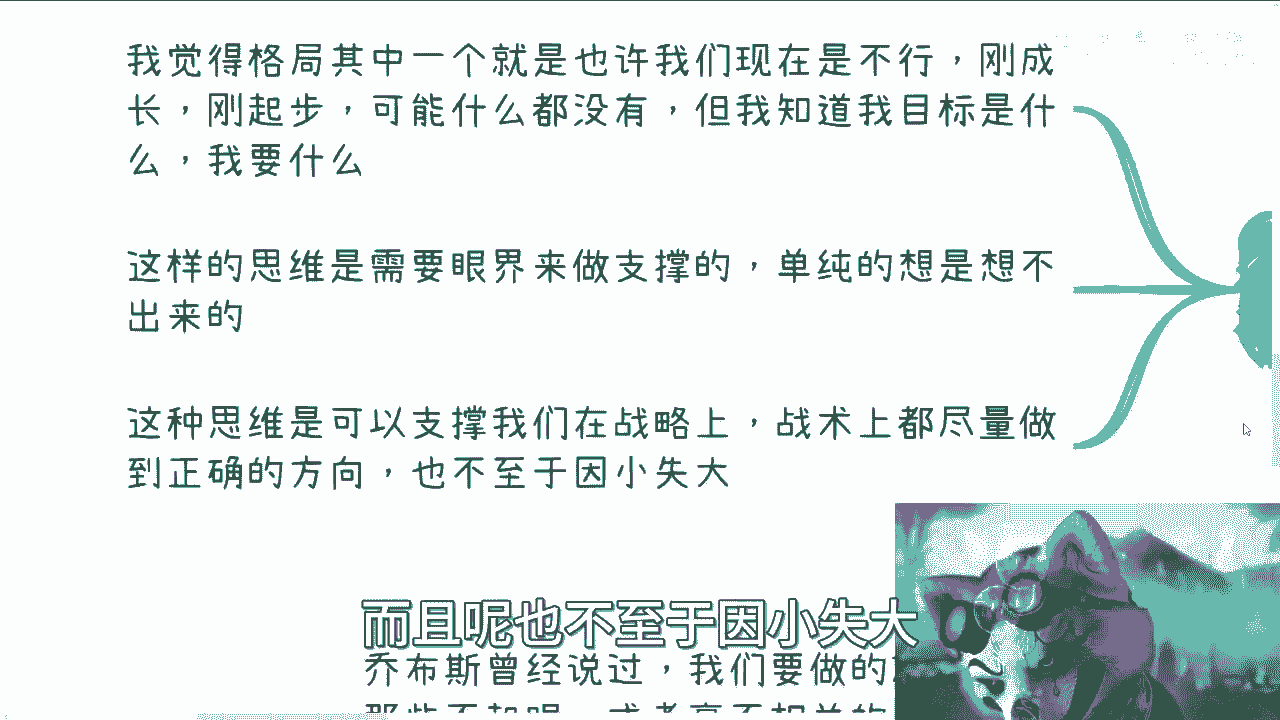 我觉得格局其中一个就是也许我们现在是不行，刚成
长，刚起步，可能什么都没有，但我知道我目标是什
么，我要什么
这样的思维是需要眼界来做支撑的，单纯的想是想不
出来的
这种思维是可以支撑我们在战略上，战术上都尽量做
到正确的方向，也不至于因小失大
而且呢也不至于因小失大
乔布斯曾经说过，我们要做的